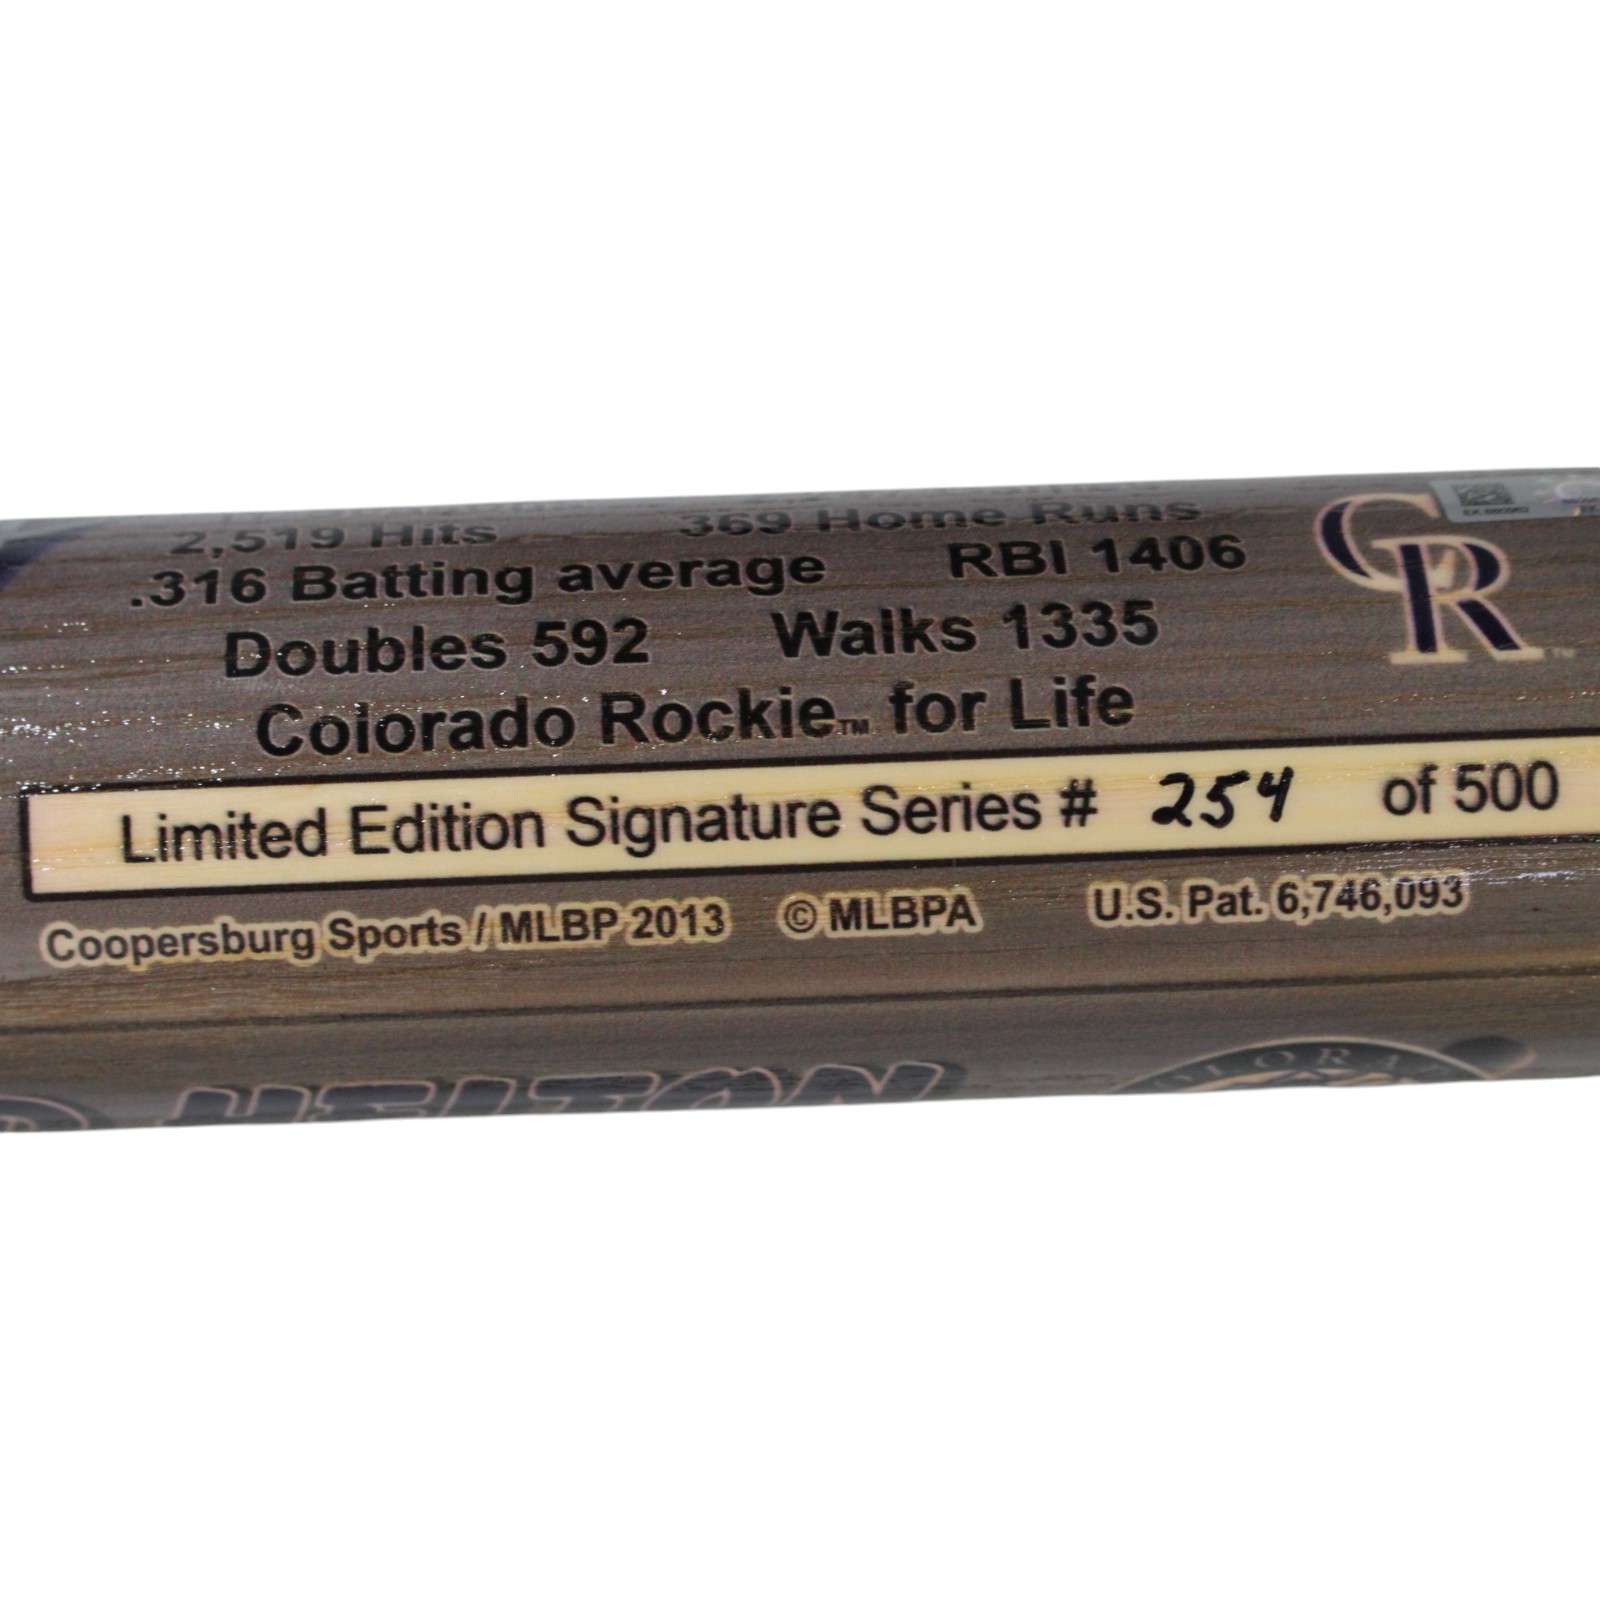 2,519 Hits 369 Home Runs
.316 Batting average RBI 1406
Doubles 592 Walks 1335
Colorado Rockie™ for Life
Limited Edition Signature Series # 254 of 500
Coopersburg Sports / MLBP 2013 © MLBPA U.S. Pat. 6,746,093
CR™
HELTON